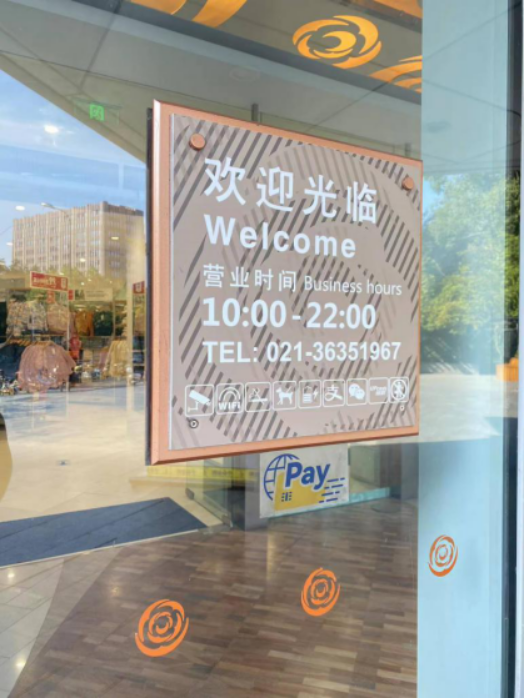 欢迎光临
Welcome
营业时间 Business hours
10:00-22:00
TEL: 021-36351967
WiFi
支
Pay